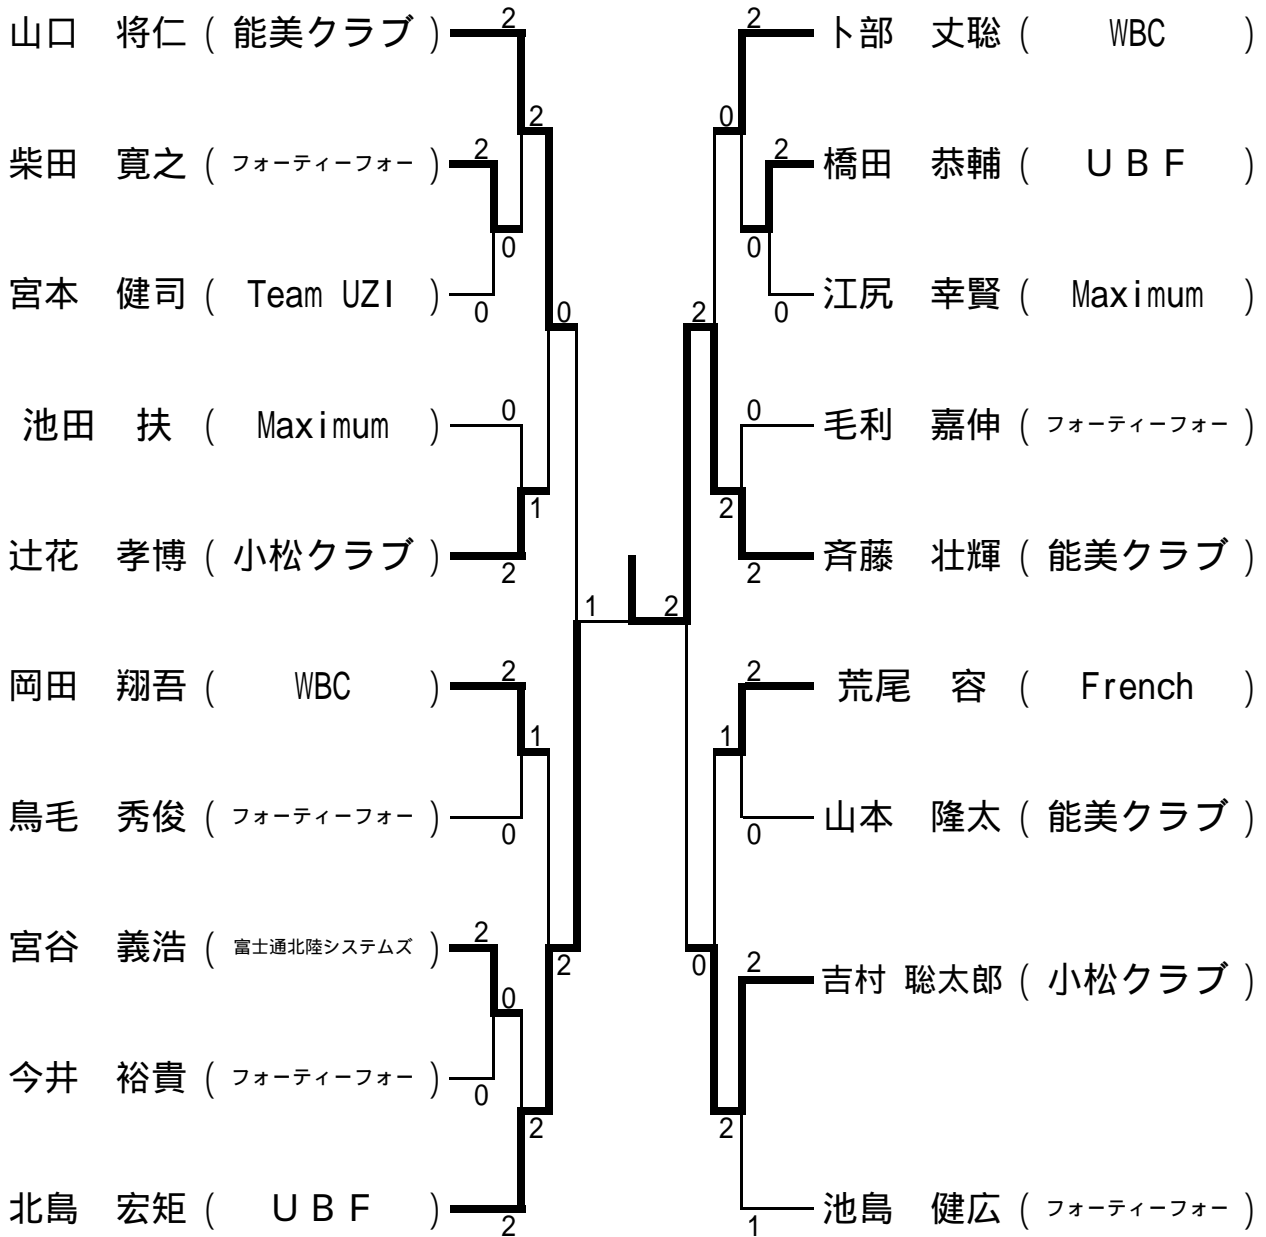 山口 将仁 ( 能美クラブ ) 2
2
柴田 寛之 ( フォーティーフォー ) 2
0
宮本 健司 ( Team UZI ) 0
0
池田 扶 ( Maximum ) 0
1
辻花 孝博 ( 小松クラブ ) 2
1
岡田 翔吾 ( WBC ) 2
1
鳥毛 秀俊 ( フォーティーフォー ) 0
宮谷 義浩 ( 富士通北陸システムズ ) 2
2
0
今井 裕貴 ( フォーティーフォー ) 0
2
北島 宏矩 ( UBF ) 2
2 卜部 丈聡 ( WBC )
0
2 橋田 恭輔 ( UBF )
0
0 江尻 幸賢 ( Maximum )
2
0 毛利 嘉伸 ( フォーティーフォー )
2
2 斉藤 壮輝 ( 能美クラブ )
2
2 荒尾 容 ( French )
1
0 山本 隆太 ( 能美クラブ )
0
2 吉村 聡太郎 ( 小松クラブ )
2
1 池島 健広 ( フォーティーフォー )